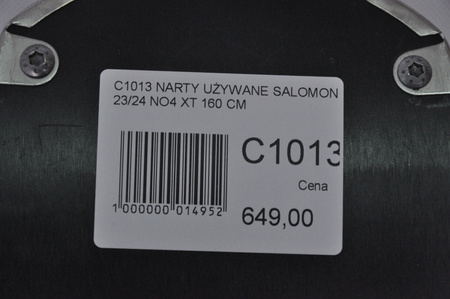 C1013 NARTY UŻYWANE SALOMON
23/24 NO4 XT 160 CM
C1013
Cena
1 000000 014952
649,00